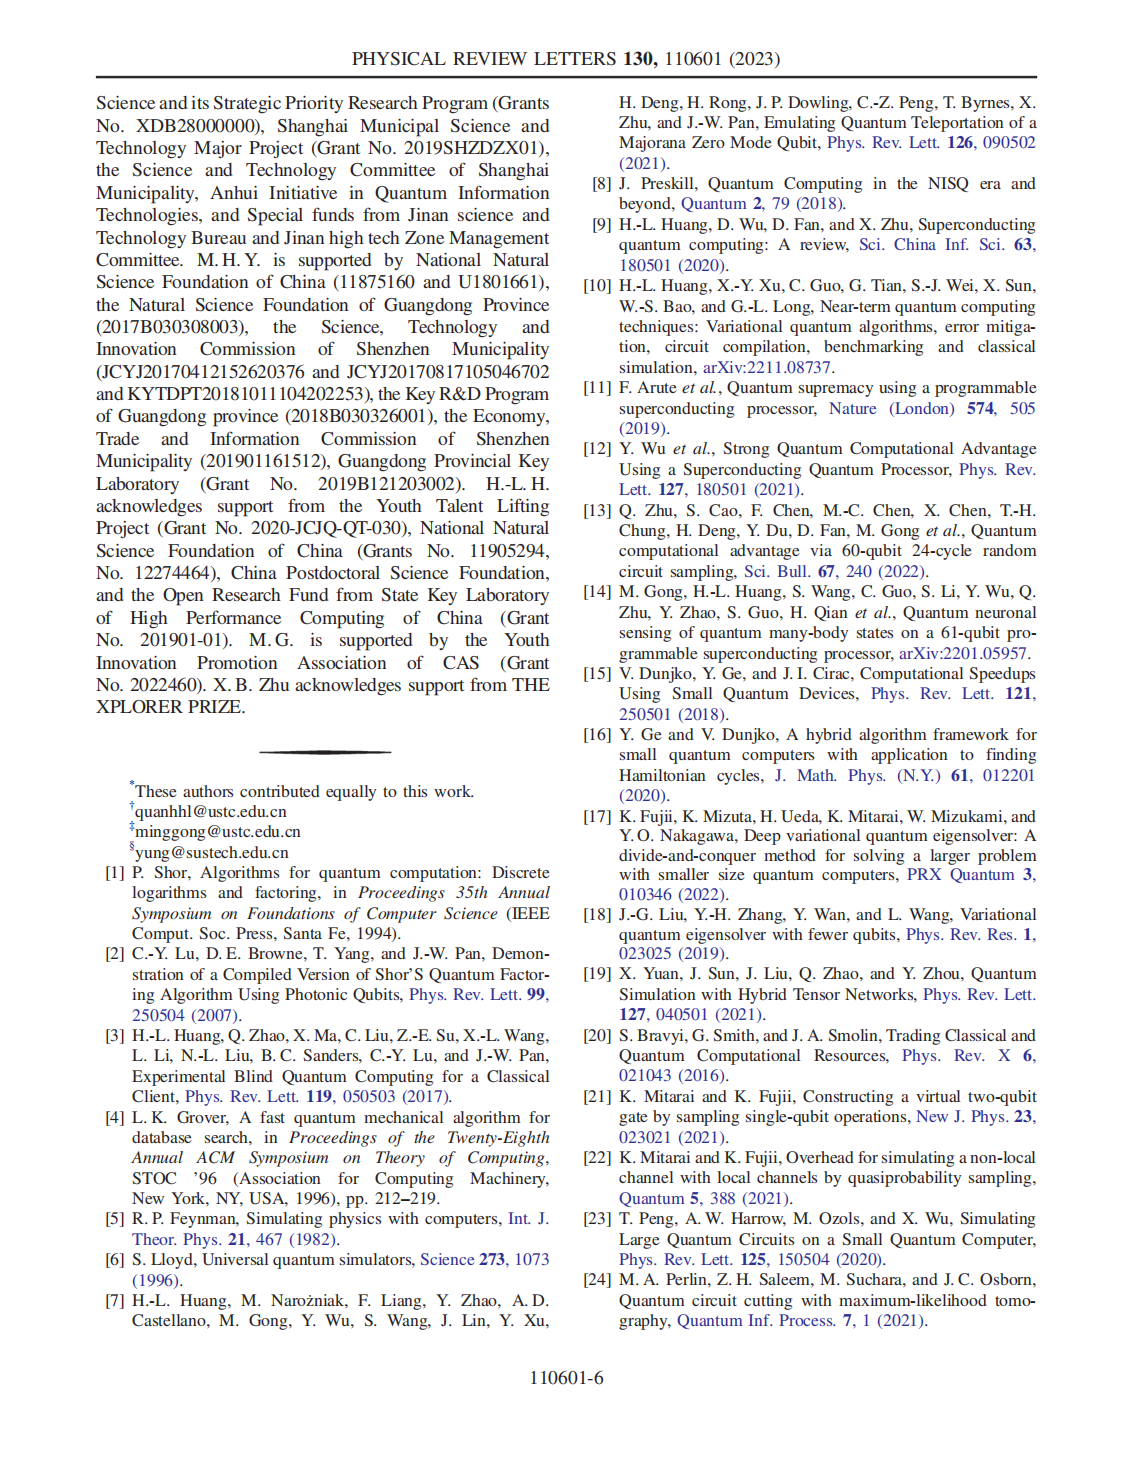 PHYSICAL REVIEW LETTERS 130, 110601 (2023)
Science and its Strategic Priority Research Program (Grants
No. XDB28000000), Shanghai Municipal Science and
Technology Major Project (Grant No. 2019SHZDZX01),
the Science and Technology Committee of Shanghai
Municipality, Anhui Initiative in Quantum Information
Technologies, and Special funds from Jinan science and
Technology Bureau and Jinan high tech Zone Management
Committee. M. H. Y. is supported by National Natural
Science Foundation of China (11875160 and U1801661),
the Natural Science Foundation of Guangdong Province
(2017B030308003), the Science, Technology and
Innovation Commission of Shenzhen Municipality
(JCYJ20170412152620376 and JCYJ20170817105046702
and KYTDPT20181011104202253), the Key R&D Program
of Guangdong province (2018B030326001), the Economy,
Trade and Information Commission of Shenzhen
Municipality (201901161512), Guangdong Provincial Key
Laboratory (Grant No. 2019B121203002). H.-L. H.
acknowledges support from the Youth Talent Lifting
Project (Grant No. 2020-JCJQ-QT-030), National Natural
Science Foundation of China (Grants No. 11905294,
No. 12274464), China Postdoctoral Science Foundation,
and the Open Research Fund from State Key Laboratory
of High Performance Computing of China (Grant
No. 201901-01). M. G. is supported by the Youth
Innovation Promotion Association of CAS (Grant
No. 2022460). X. B. Zhu acknowledges support from THE
XPLORER PRIZE.
*These authors contributed equally to this work.
†quanhhl@ustc.edu.cn
‡minggong@ustc.edu.cn
§yung@sustech.edu.cn
[1] P. Shor, Algorithms for quantum computation: Discrete
logarithms and factoring, in Proceedings 35th Annual
Symposium on Foundations of Computer Science (IEEE
Comput. Soc. Press, Santa Fe, 1994).
[2] C.-Y. Lu, D. E. Browne, T. Yang, and J.-W. Pan, Demon-
stration of a Compiled Version of Shor'S Quantum Factor-
ing Algorithm Using Photonic Qubits, Phys. Rev. Lett. 99,
250504 (2007).
[3] H.-L. Huang, Q. Zhao, X. Ma, C. Liu, Z.-E. Su, X.-L. Wang,
L. Li, N.-L. Liu, B. C. Sanders, C.-Y. Lu, and J.-W. Pan,
Experimental Blind Quantum Computing for a Classical
Client, Phys. Rev. Lett. 119, 050503 (2017).
[4] L. K. Grover, A fast quantum mechanical algorithm for
database search, in Proceedings of the Twenty-Eighth
Annual ACM Symposium on Theory of Computing,
STOC '96 (Association for Computing Machinery,
New York, NY, USA, 1996), pp. 212–219.
[5] R. P. Feynman, Simulating physics with computers, Int. J.
Theor. Phys. 21, 467 (1982).
[6] S. Lloyd, Universal quantum simulators, Science 273, 1073
(1996).
[7] H.-L. Huang, M. Narożniak, F. Liang, Y. Zhao, A. D.
Castellano, M. Gong, Y. Wu, S. Wang, J. Lin, Y. Xu,
H. Deng, H. Rong, J. P. Dowling, C.-Z. Peng, T. Byrnes, X.
Zhu, and J.-W. Pan, Emulating Quantum Teleportation of a
Majorana Zero Mode Qubit, Phys. Rev. Lett. 126, 090502
(2021).
[8] J. Preskill, Quantum Computing in the NISQ era and
beyond, Quantum 2, 79 (2018).
[9] H.-L. Huang, D. Wu, D. Fan, and X. Zhu, Superconducting
quantum computing: A review, Sci. China Inf. Sci. 63,
180501 (2020).
[10] H.-L. Huang, X.-Y. Xu, C. Guo, G. Tian, S.-J. Wei, X. Sun,
W.-S. Bao, and G.-L. Long, Near-term quantum computing
techniques: Variational quantum algorithms, error mitiga-
tion, circuit compilation, benchmarking and classical
simulation, arXiv:2211.08737.
[11] F. Arute et al., Quantum supremacy using a programmable
superconducting processor, Nature (London) 574, 505
(2019).
[12] Y. Wu et al., Strong Quantum Computational Advantage
Using a Superconducting Quantum Processor, Phys. Rev.
Lett. 127, 180501 (2021).
[13] Q. Zhu, S. Cao, F. Chen, M.-C. Chen, X. Chen, T.-H.
Chung, H. Deng, Y. Du, D. Fan, M. Gong et al., Quantum
computational advantage via 60-qubit 24-cycle random
circuit sampling, Sci. Bull. 67, 240 (2022).
[14] M. Gong, H.-L. Huang, S. Wang, C. Guo, S. Li, Y. Wu, Q.
Zhu, Y. Zhao, S. Guo, H. Qian et al., Quantum neuronal
sensing of quantum many-body states on a 61-qubit pro-
grammable superconducting processor, arXiv:2201.05957.
[15] V. Dunjko, Y. Ge, and J. I. Cirac, Computational Speedups
Using Small Quantum Devices, Phys. Rev. Lett. 121,
250501 (2018).
[16] Y. Ge and V. Dunjko, A hybrid algorithm framework for
small quantum computers with application to finding
Hamiltonian cycles, J. Math. Phys. (N.Y.) 61, 012201
(2020).
[17] K. Fujii, K. Mizuta, H. Ueda, K. Mitarai, W. Mizukami, and
Y. O. Nakagawa, Deep variational quantum eigensolver: A
divide-and-conquer method for solving a larger problem
with smaller size quantum computers, PRX Quantum 3,
010346 (2022).
[18] J.-G. Liu, Y.-H. Zhang, Y. Wan, and L. Wang, Variational
quantum eigensolver with fewer qubits, Phys. Rev. Res. 1,
023025 (2019).
[19] X. Yuan, J. Sun, J. Liu, Q. Zhao, and Y. Zhou, Quantum
Simulation with Hybrid Tensor Networks, Phys. Rev. Lett.
127, 040501 (2021).
[20] S. Bravyi, G. Smith, and J. A. Smolin, Trading Classical and
Quantum Computational Resources, Phys. Rev. X 6,
021043 (2016).
[21] K. Mitarai and K. Fujii, Constructing a virtual two-qubit
gate by sampling single-qubit operations, New J. Phys. 23,
023021 (2021).
[22] K. Mitarai and K. Fujii, Overhead for simulating a non-local
channel with local channels by quasiprobability sampling,
Quantum 5, 388 (2021).
[23] T. Peng, A. W. Harrow, M. Ozols, and X. Wu, Simulating
Large Quantum Circuits on a Small Quantum Computer,
Phys. Rev. Lett. 125, 150504 (2020).
[24] M. A. Perlin, Z. H. Saleem, M. Suchara, and J. C. Osborn,
Quantum circuit cutting with maximum-likelihood tomo-
graphy, Quantum Inf. Process. 7, 1 (2021).
110601-6